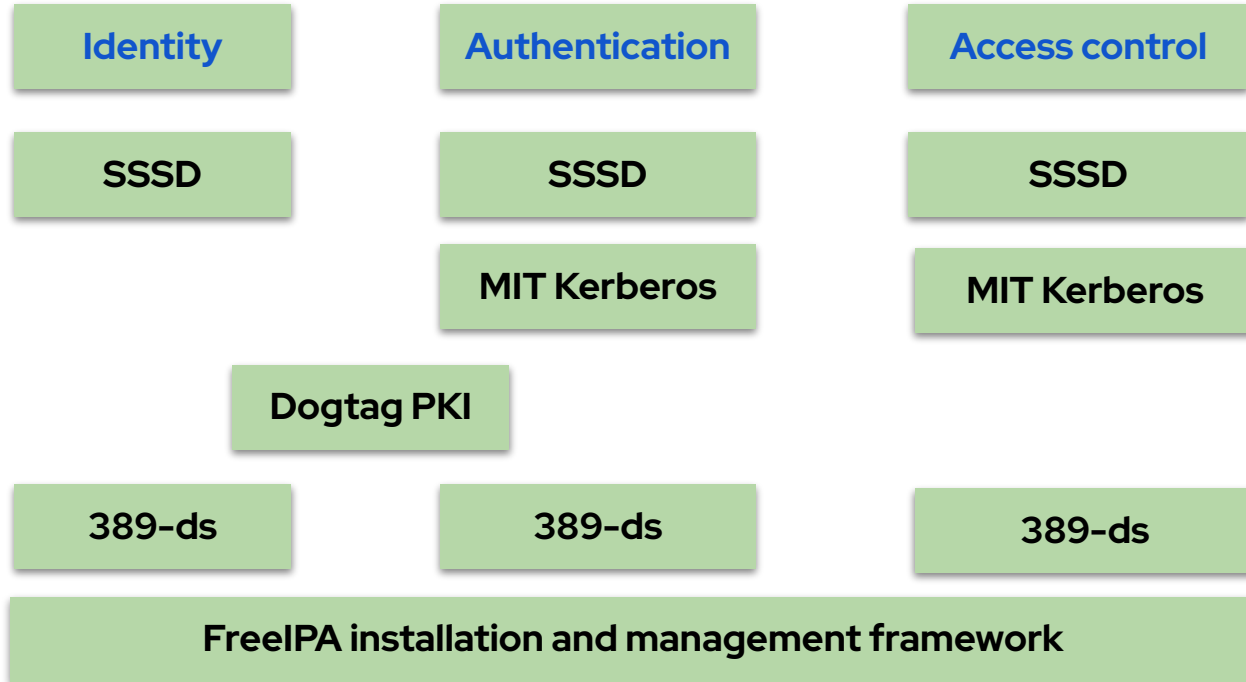 Identity
Authentication
Access control
SSSD
SSSD
SSSD
MIT Kerberos
MIT Kerberos
Dogtag PKI
389-ds
389-ds
389-ds
FreeIPA installation and management framework